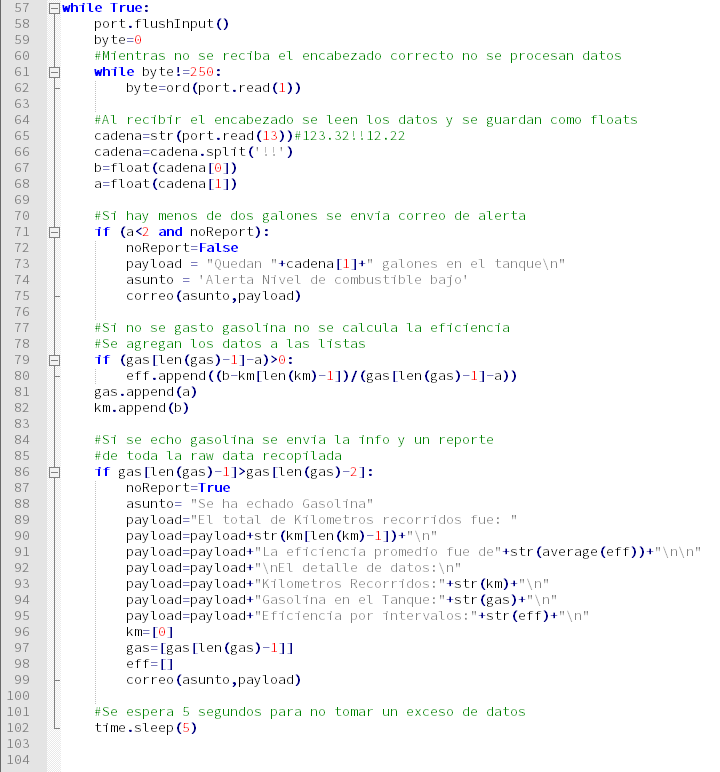 57 while True:
58     port.flushInput()
59     byte=0
60     #Mientras no se reciba el encabezado correcto no se procesan datos
61     while byte!=250:
62         byte=ord(port.read(1))
63
64     #Al recibir el encabezado se leen los datos y se guardan como floats
65     cadena=str(port.read(13))#123.32!!12.22
66     cadena=cadena.split('!!')
67     b=float(cadena[0])
68     a=float(cadena[1])
69
70     #Si hay menos de dos galones se envia correo de alerta
71     if (a<2 and noReport):
72         noReport=False
73         payload = "Quedan "+cadena[1]+" galones en el tanque\n"
74         asunto = 'Alerta Nivel de combustible bajo'
75         correo(asunto,payload)
76
77     #Si no se gasto gasolina no se calcula la eficiencia
78     #Se agregan los datos a las listas
79     if (gas[len(gas)-1]-a)>0:
80         eff.append((b-km[len(km)-1])/(gas[len(gas)-1]-a))
81     gas.append(a)
82     km.append(b)
83
84     #Si se echo gasolina se envia la info y un reporte
85     #de toda la raw data recopilada
86     if gas[len(gas)-1]>gas[len(gas)-2]:
87         noReport=True
88         asunto= "Se ha echado Gasolina"
89         payload="El total de Kilometros recorridos fue: "
90         payload=payload+str(km[len(km)-1])+"\n"
91         payload=payload+"La eficiencia promedio fue de"+str(average(eff))+"\n\n"
92         payload=payload+"\nEl detalle de datos:\n"
93         payload=payload+"Kilometros Recorridos:"+str(km)+"\n"
94         payload=payload+"Gasolina en el Tanque:"+str(gas)+"\n"
95         payload=payload+"Eficiencia por intervalos:"+str(eff)+"\n"
96         km=[0]
97         gas=[gas[len(gas)-1]]
98         eff=[]
99         correo(asunto,payload)
100
101     #Se espera 5 segundos para no tomar un exceso de datos
102     time.sleep(5)
103
104